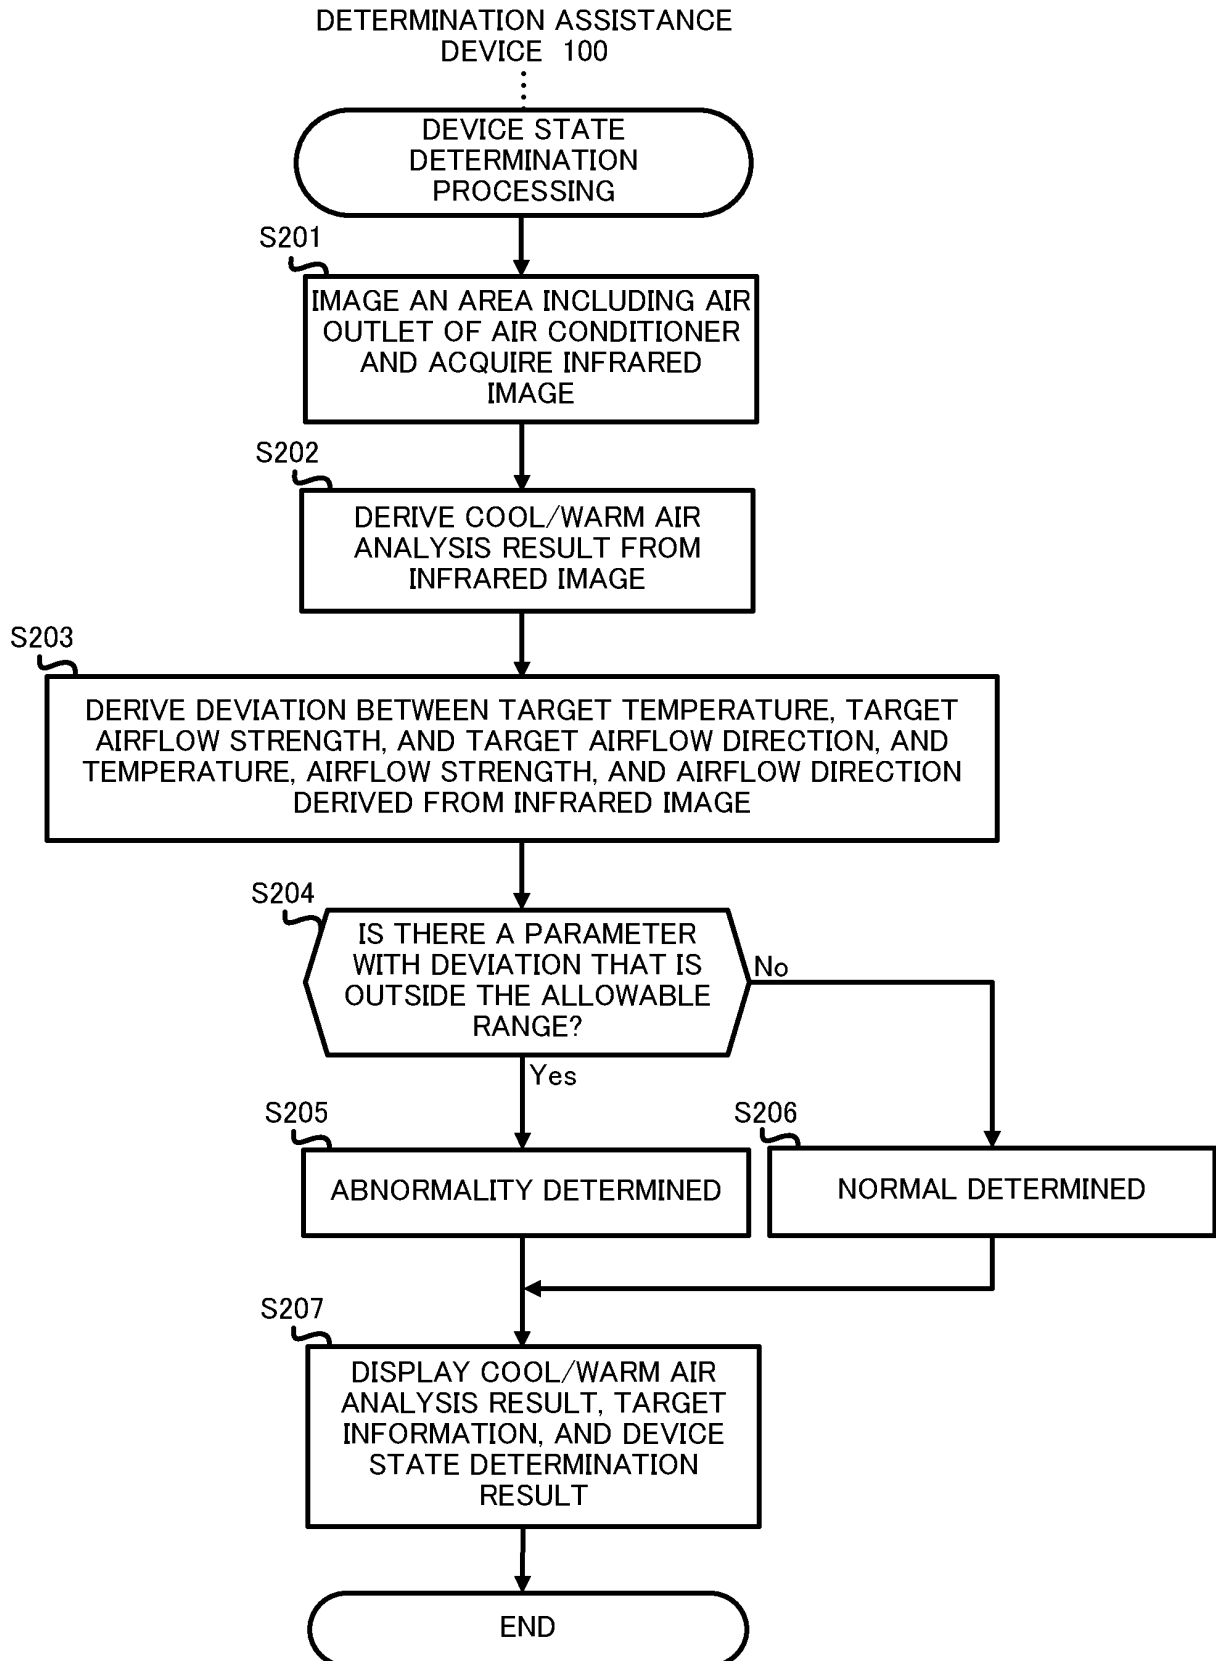 DETERMINATION ASSISTANCE
DEVICE 100
DEVICE STATE
DETERMINATION
PROCESSING
S201
IMAGE AN AREA INCLUDING AIR
OUTLET OF AIR CONDITIONER
AND ACQUIRE INFRARED
IMAGE
S202
DERIVE COOL/WARM AIR
ANALYSIS RESULT FROM
INFRARED IMAGE
S203
DERIVE DEVIATION BETWEEN TARGET TEMPERATURE, TARGET
AIRFLOW STRENGTH, AND TARGET AIRFLOW DIRECTION, AND
TEMPERATURE, AIRFLOW STRENGTH, AND AIRFLOW DIRECTION
DERIVED FROM INFRARED IMAGE
S204
IS THERE A PARAMETER
WITH DEVIATION THAT IS
OUTSIDE THE ALLOWABLE
RANGE?
No
Yes
S205
ABNORMALITY DETERMINED
S206
NORMAL DETERMINED
S207
DISPLAY COOL/WARM AIR
ANALYSIS RESULT, TARGET
INFORMATION, AND DEVICE
STATE DETERMINATION
RESULT
END